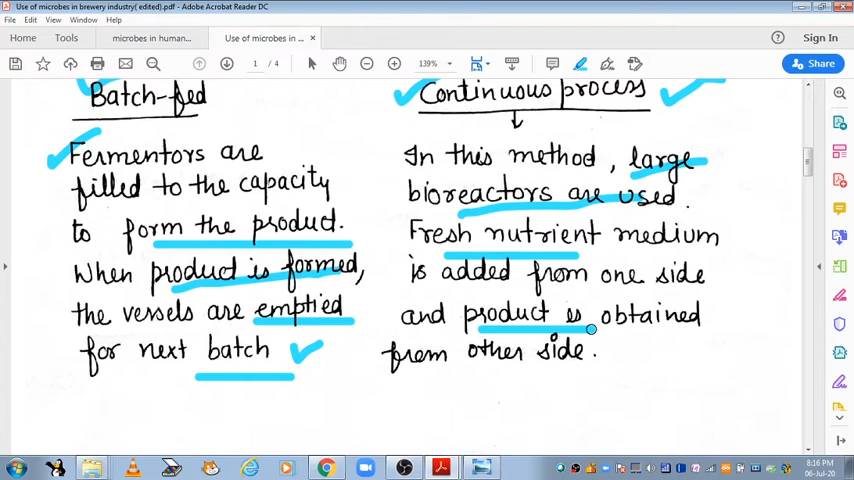 Use of microbes in brewery industry( edited).pdf - Adobe Acrobat Reader DC
File Edit View Window Help
Home Tools microbes in human... Use of microbes in ... × ? Sign In
1 / 4 139% Share
Batch-fed
Fermentors are
filled to the capacity
to form the product.
When product is formed,
the vessels are emptied
for next batch
Continuous process
In this method, large
bioreactors are used.
Fresh nutrient medium
is added from one side
and product is obtained
from other side.
8:16 PM
06-Jul-20